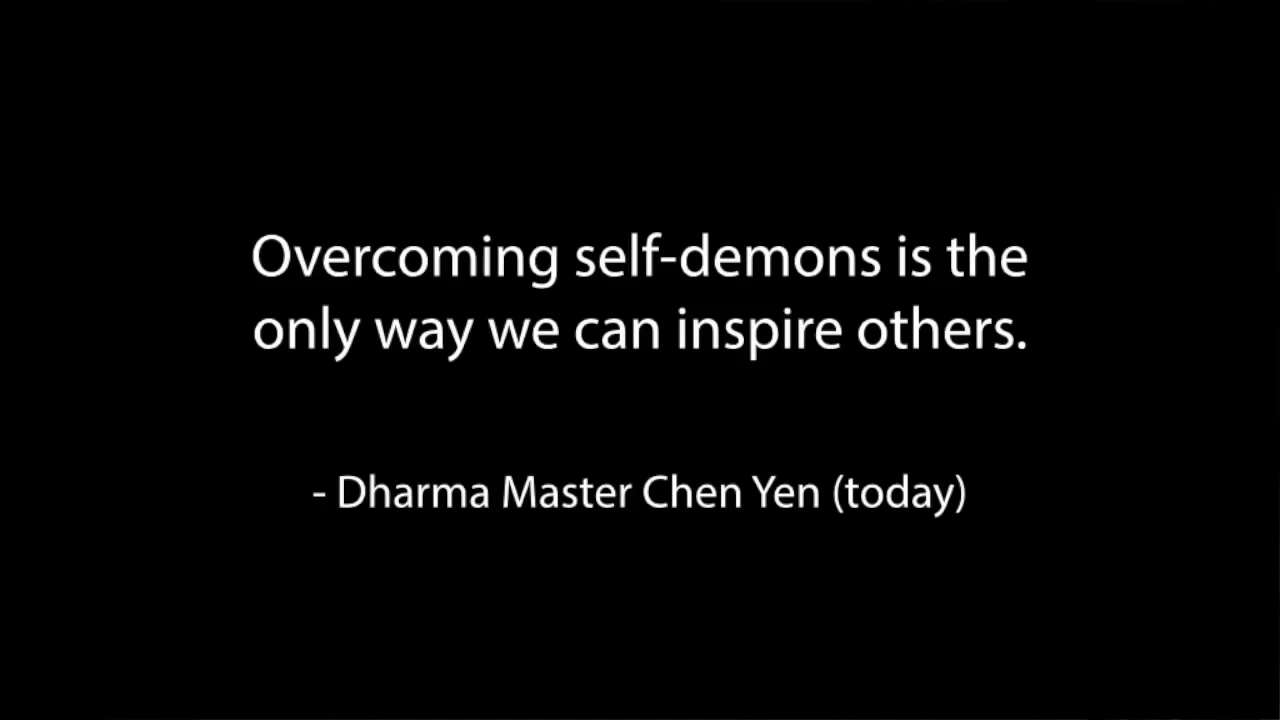 Overcoming self-demons is the
only way we can inspire others.
- Dharma Master Chen Yen (today)